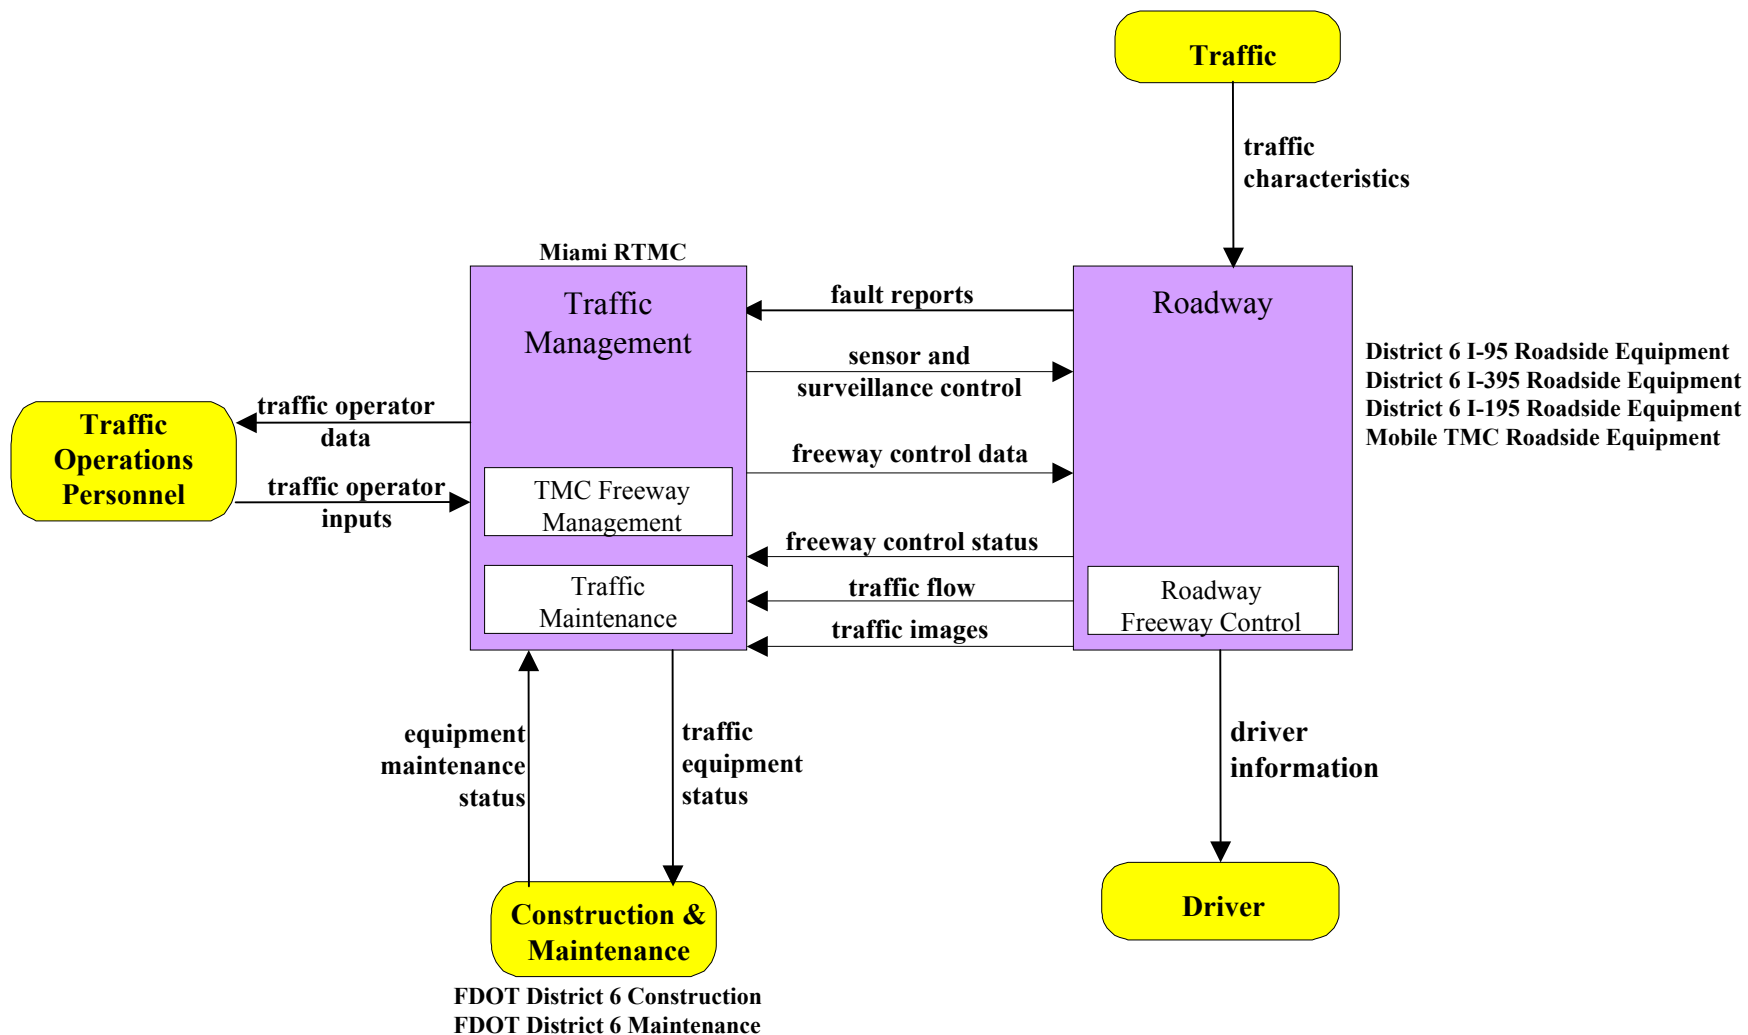 Traffic
traffic
characteristics
Miami RTMC
Traffic
Management
fault reports
Roadway
sensor and
surveillance control
District 6 I-95 Roadside Equipment
District 6 I-395 Roadside Equipment
District 6 I-195 Roadside Equipment
Mobile TMC Roadside Equipment
traffic operator
data
Traffic
Operations
Personnel
traffic operator
inputs
freeway control data
TMC Freeway
Management
freeway control status
Traffic
Maintenance
traffic flow
traffic images
Roadway
Freeway Control
equipment
maintenance
status
traffic
equipment
status
driver
information
Construction &
Maintenance
Driver
FDOT District 6 Construction
FDOT District 6 Maintenance